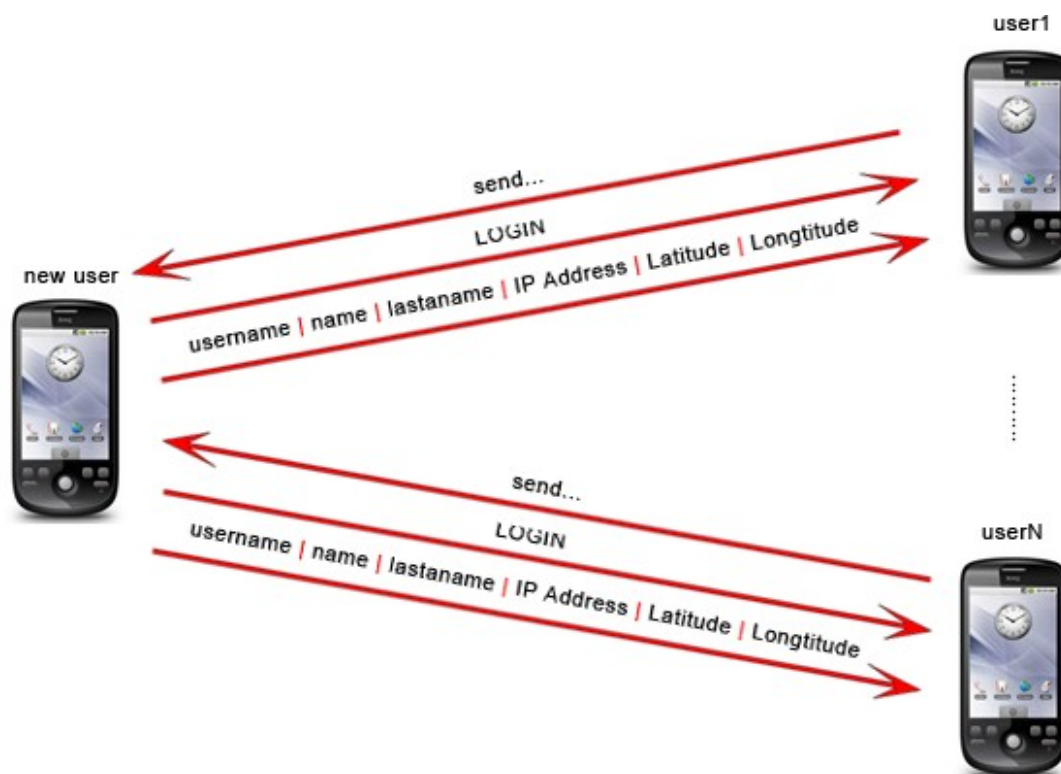 user1
send...
LOGIN
username | name | lastaname | IP Address | Latitude | Longtitude
new user
send...
LOGIN
username | name | lastaname | IP Address | Latitude | Longtitude
userN